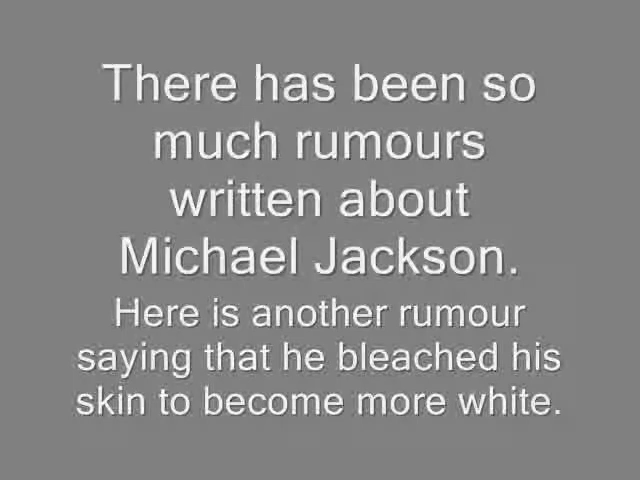 There has been so
much rumours
written about
Michael Jackson.
Here is another rumour
saying that he bleached his
skin to become more white.